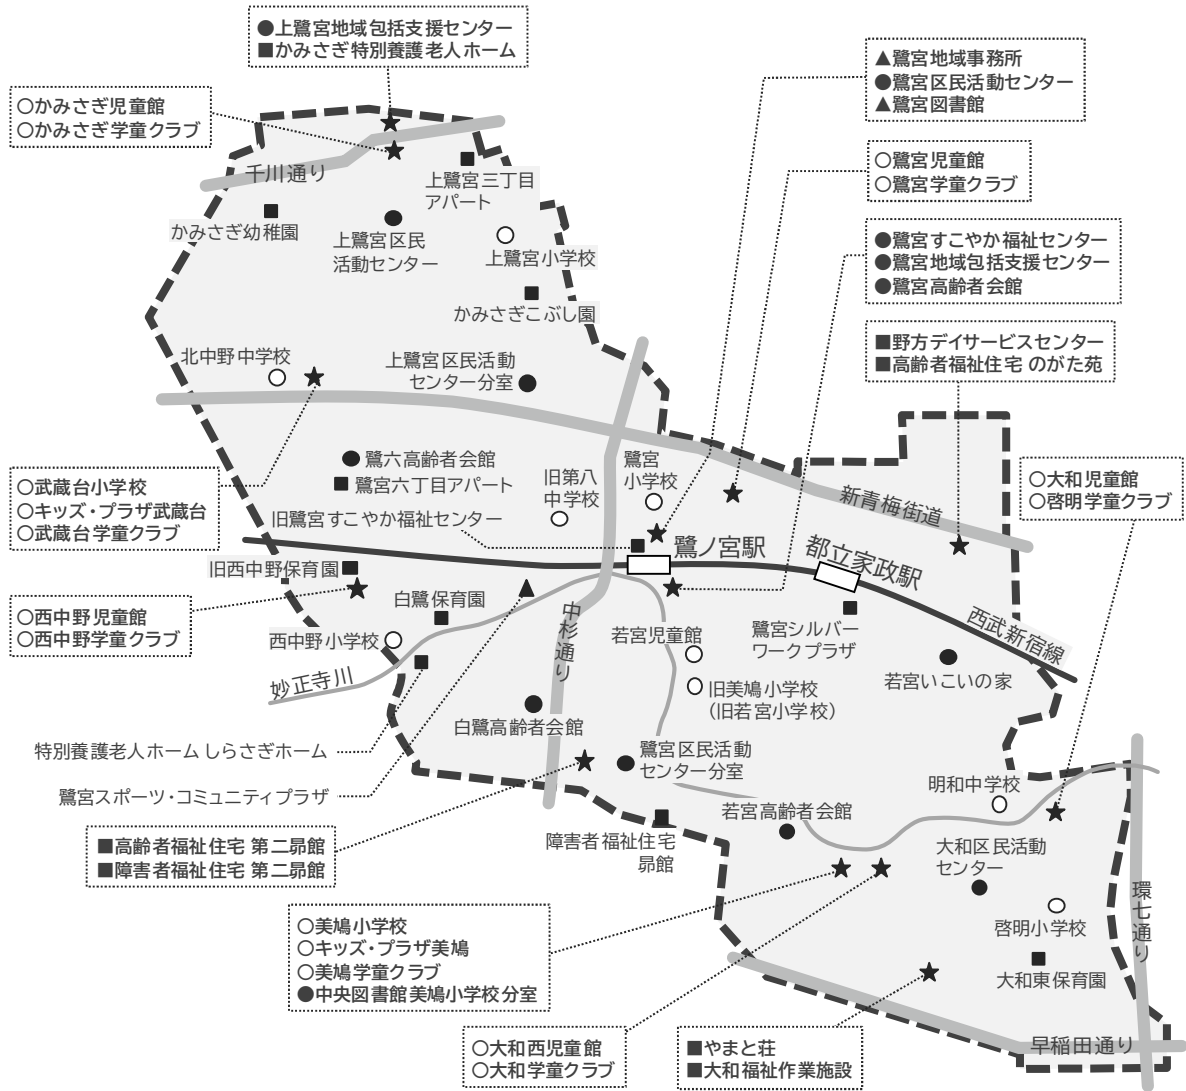 ●上鷺宮地域包括支援センター
■かみさぎ特別養護老人ホーム
▲鷺宮地域事務所
●鷺宮区民活動センター
▲鷺宮図書館
○かみさぎ児童館
○かみさぎ学童クラブ
○鷺宮児童館
○鷺宮学童クラブ
千川通り
上鷺宮三丁目
アパート
かみさぎ幼稚園
上鷺宮区民
活動センター
上鷺宮小学校
●鷺宮すこやか福祉センター
●鷺宮地域包括支援センター
●鷺宮高齢者会館
かみさぎこぶし園
■野方デイサービスセンター
■高齢者福祉住宅 のがた苑
北中野中学校
上鷺宮区民活動
センター分室
鷺六高齢者会館
鷺宮六丁目アパート
旧第八
中学校
鷺宮
小学校
新青梅街道
○大和児童館
○啓明学童クラブ
○武蔵台小学校
○キッズ・プラザ武蔵台
○武蔵台学童クラブ
旧鷺宮すこやか福祉センター
鷺ノ宮駅
都立家政駅
旧西中野保育園
白鷺保育園
○西中野児童館
○西中野学童クラブ
西中野小学校
中杉通り
若宮児童館
鷺宮シルバー
ワークプラザ
西武新宿線
若宮いこいの家
妙正寺川
旧美鳩小学校
(旧若宮小学校)
白鷺高齢者会館
特別養護老人ホーム しらさぎホーム
鷺宮区民活動
センター分室
鷺宮スポーツ・コミュニティプラザ
明和中学校
若宮高齢者会館
■高齢者福祉住宅 第二昴館
■障害者福祉住宅 第二昴館
障害者福祉住宅
昴館
大和区民活動
センター
環七通り
○美鳩小学校
○キッズ・プラザ美鳩
○美鳩学童クラブ
●中央図書館美鳩小学校分室
啓明小学校
大和東保育園
○大和西児童館
○大和学童クラブ
■やまと荘
■大和福祉作業施設
早稲田通り